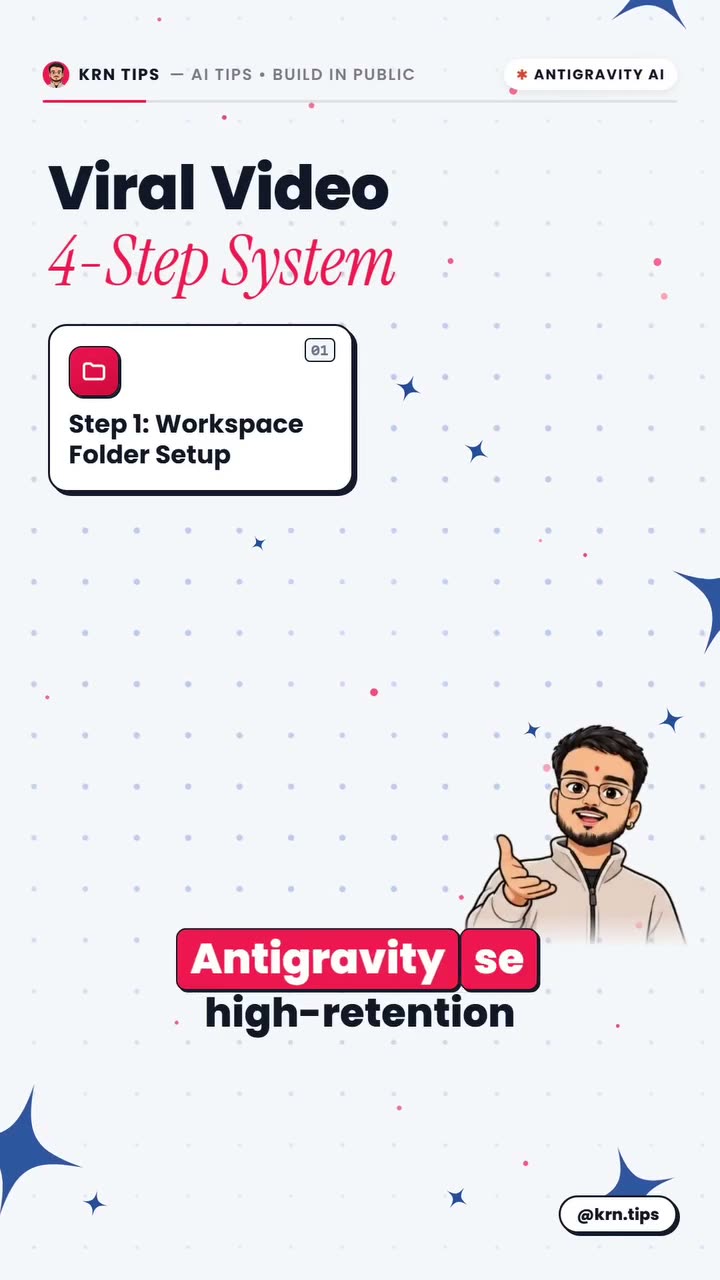 KRN TIPS — AI TIPS • BUILD IN PUBLIC
✱ ANTIGRAVITY AI
Viral Video
4-Step System
01
Step 1: Workspace
Folder Setup
Antigravity se
high-retention
@krn.tips